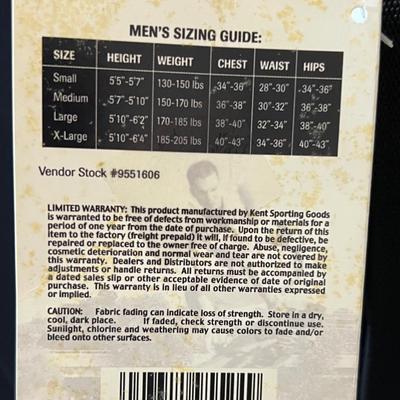 MEN'S SIZING GUIDE:
SIZE HEIGHT WEIGHT CHEST WAIST HIPS
Small 5'5"-5'7" 130-150 lbs 34"-36" 28"-30" 34"-36"
Medium 5'7"-5'10" 150-170 lbs 36"-38" 30"-32" 36"-38"
Large 5'10"-6'2" 170-185 lbs 38"-40" 32"-34" 38"-40"
X-Large 5'10"-6'4" 185-205 lbs 40"-43" 34"-36" 40"-43"
Vendor Stock #9551606
LIMITED WARRANTY: This product manufactured by Kent Sporting Goods
is warranted to be free of defects from workmanship or materials for a
period of one year from the date of purchase. Upon the return of this
item to the factory (freight prepaid) it will, if found to be defective, be
repaired or replaced to the owner free of charge. Abuse, negligence,
cosmetic deterioration and normal wear and tear are not covered by
this warranty. Dealers and Distributors are not authorized to make
adjustments or handle returns. All returns must be accompanied by
a dated sales slip or other acceptable evidence of date of original
purchase. This warranty is in lieu of all other warranties expressed
or implied.
CAUTION: Fabric fading can indicate loss of strength. Store in a dry,
cool, dark place. If faded, check strength or discontinue use.
Sunlight, chlorine and weathering may cause colors to fade and/or
bleed onto other surfaces.